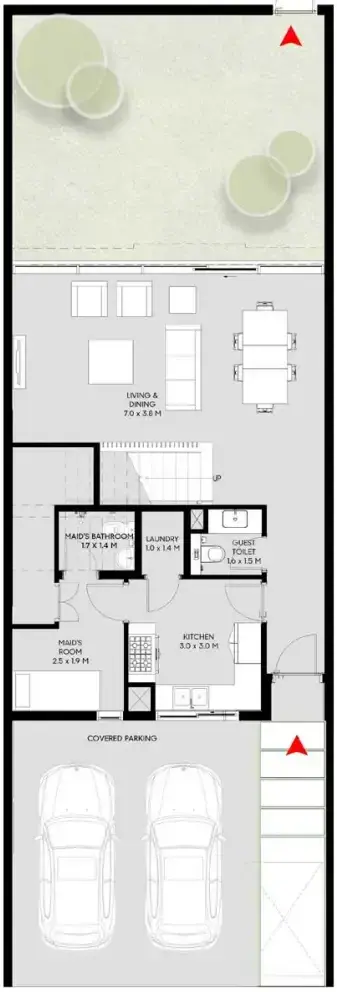 LIVING &
DINING
7.0 x 3.8 M
UP
MAID'S BATHROOM
1.7 x 1.4 M
LAUNDRY
1.0 x 1.4 M
GUEST
TOILET
1.6 x 1.5 M
MAID'S
ROOM
2.5 x 1.9 M
KITCHEN
3.0 x 3.0 M
COVERED PARKING